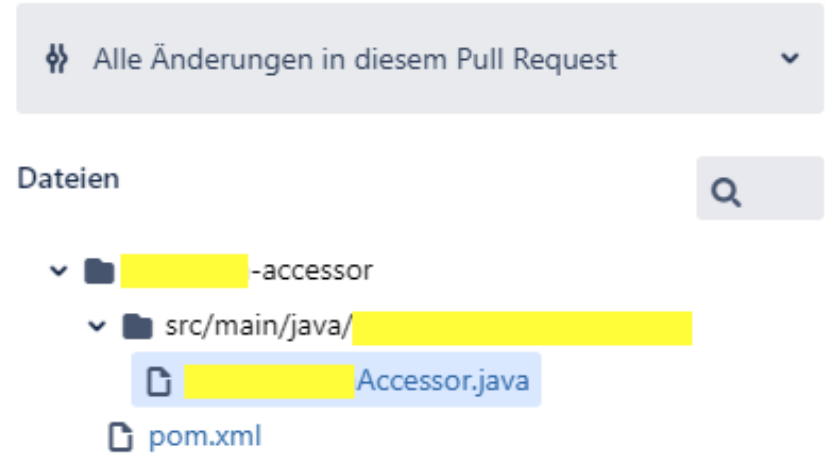 Alle Änderungen in diesem Pull Request
Dateien
-accessor
src/main/java/
Accessor.java
pom.xml